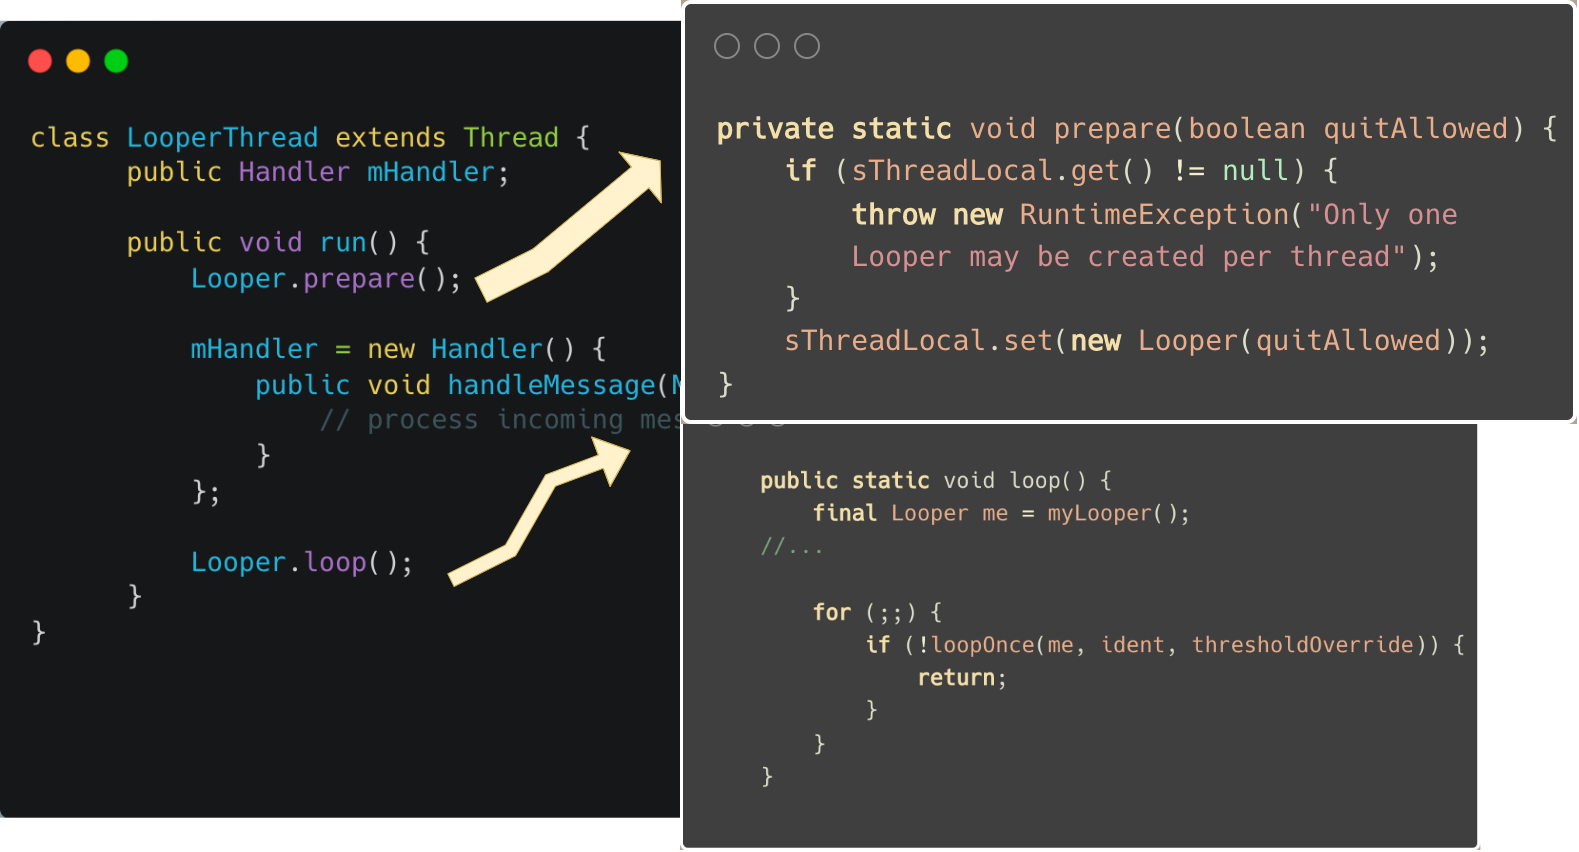 class LooperThread extends Thread {
public Handler mHandler;
public void run() {
Looper.prepare();
mHandler = new Handler() {
public void handleMessage(
// process incoming
}
};
Looper.loop();
}
}
private static void prepare(boolean quitAllowed) {
if (sThreadLocal.get() != null) {
throw new RuntimeException("Only one
Looper may be created per thread");
}
sThreadLocal.set(new Looper(quitAllowed));
}
public static void loop() {
final Looper me = myLooper();
//...
for (;;) {
if (!loopOnce(me, ident, thresholdOverride)) {
return;
}
}
}